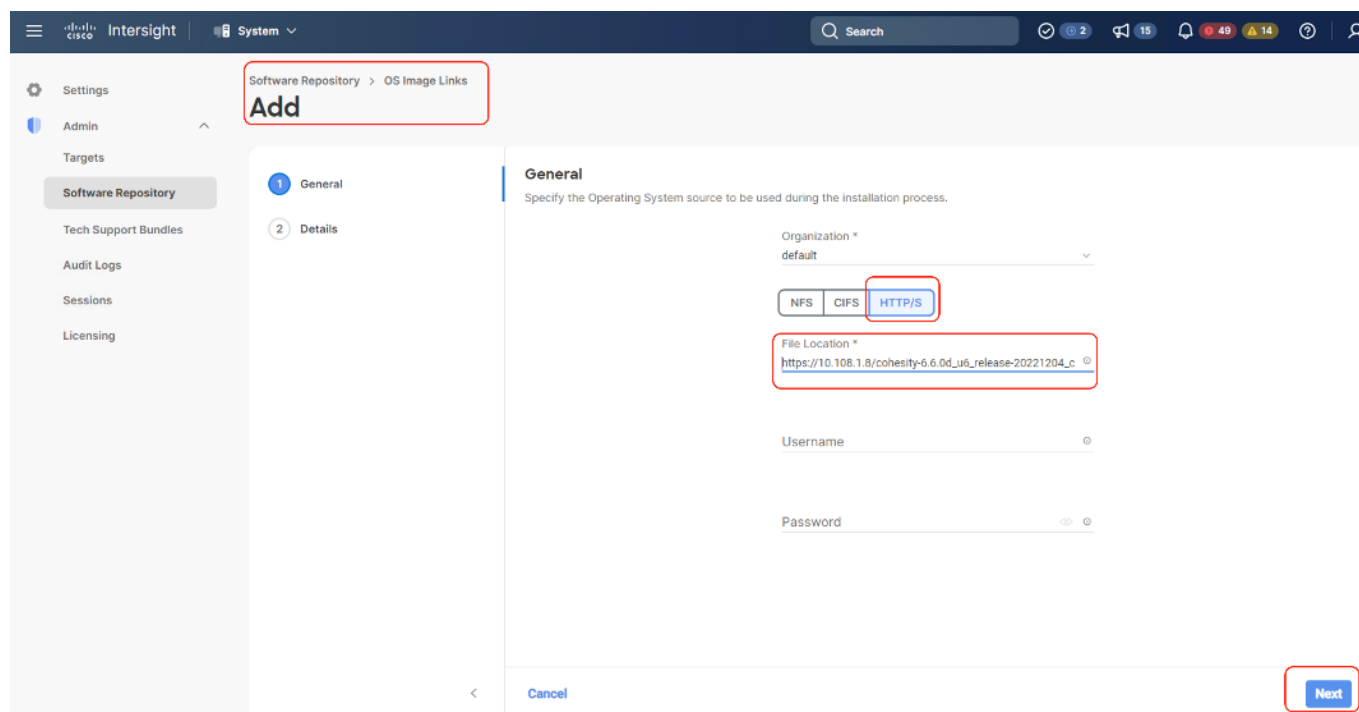 cisco Intersight System Search 2 15 49 14
Settings
Admin
Targets
Software Repository
Tech Support Bundles
Audit Logs
Sessions
Licensing
Software Repository > OS Image Links
Add
1 General
2 Details
General
Specify the Operating System source to be used during the installation process.
Organization *
default
NFS CIFS HTTP/S
File Location *
https://10.108.1.8/cohesity-6.6.0d_u6_release-20221204_c
Username
Password
Cancel
Next